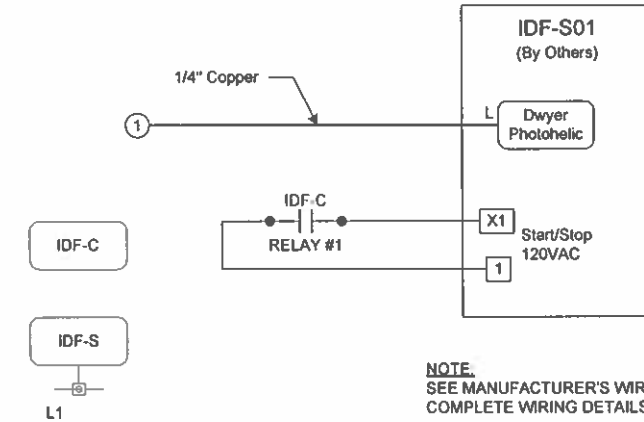 IDF-S01
(By Others)
1/4" Copper
1
L
Dwyer
Photohelic
IDF-C
RELAY #1
X1
Start/Stop
120VAC
1
IDF-C
IDF-S
L1
NOTE:
SEE MANUFACTURER'S WIR
COMPLETE WIRING DETAILS